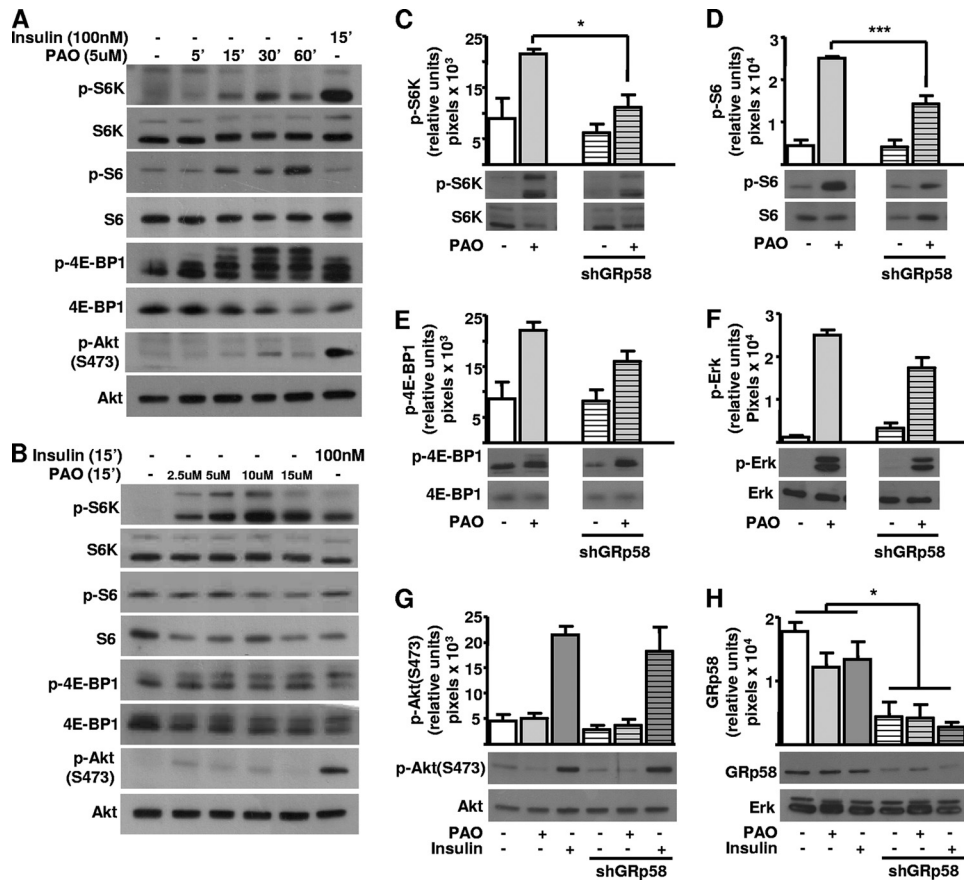 A
Insulin (100nM) - - - - - 15'
PAO (5uM) - 5' 15' 30' 60' -
p-S6K
S6K
p-S6
S6
p-4E-BP1
4E-BP1
p-Akt
(S473)
Akt
B
Insulin (15') - - - - - 100nM
PAO (15') - 2.5uM 5uM 10uM 15uM -
p-S6K
S6K
p-S6
S6
p-4E-BP1
4E-BP1
p-Akt
(S473)
Akt
C
*
p-S6K
(relative units)
pixels x 10³
25
20
15
5
p-S6K
S6K
PAO - + - +
shGRp58
D
***
p-S6
(relative units)
pixels x 10⁴
3
2
1
p-S6
S6
PAO - + - +
shGRp58
E
p-4E-BP1
(relative units)
pixels x 10³
25
20
15
5
p-4E-BP1
4E-BP1
PAO - + - +
shGRp58
F
p-Erk
(relative units)
Pixels x 10⁴
3
2
1
p-Erk
Erk
PAO - + - +
shGRp58
G
p-Akt(S473)
(relative units)
pixels x 10³
25
20
15
5
p-Akt(S473)
Akt
PAO - + - - + -
Insulin - - + - - +
shGRp58
H
*
GRp58
(relative units)
pixels x 10⁴
2
1
GRp58
Erk
PAO - + - - + -
Insulin - - + - - +
shGRp58